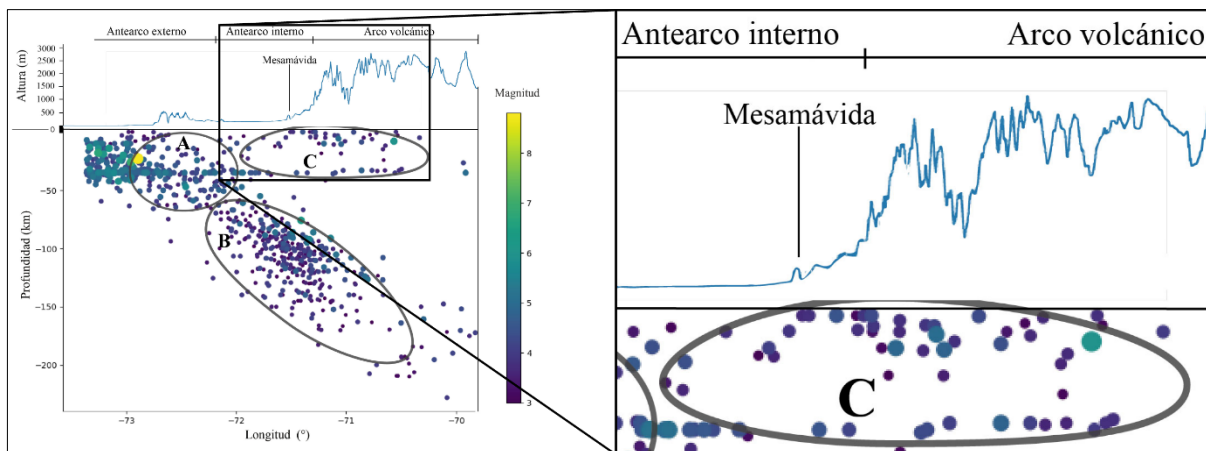 Antearco externo
Antearco interno
Arco volcánico
Mesamávida
Altura (m)
3000
2500
2000
1500
1000
500
0
A
C
B
−50
−100
−150
−200
Profundidad (km)
−73
−72
−71
−70
Longitud (°)
Magnitud
8
7
6
5
4
3
Antearco interno
Arco volcánico
Mesamávida
C